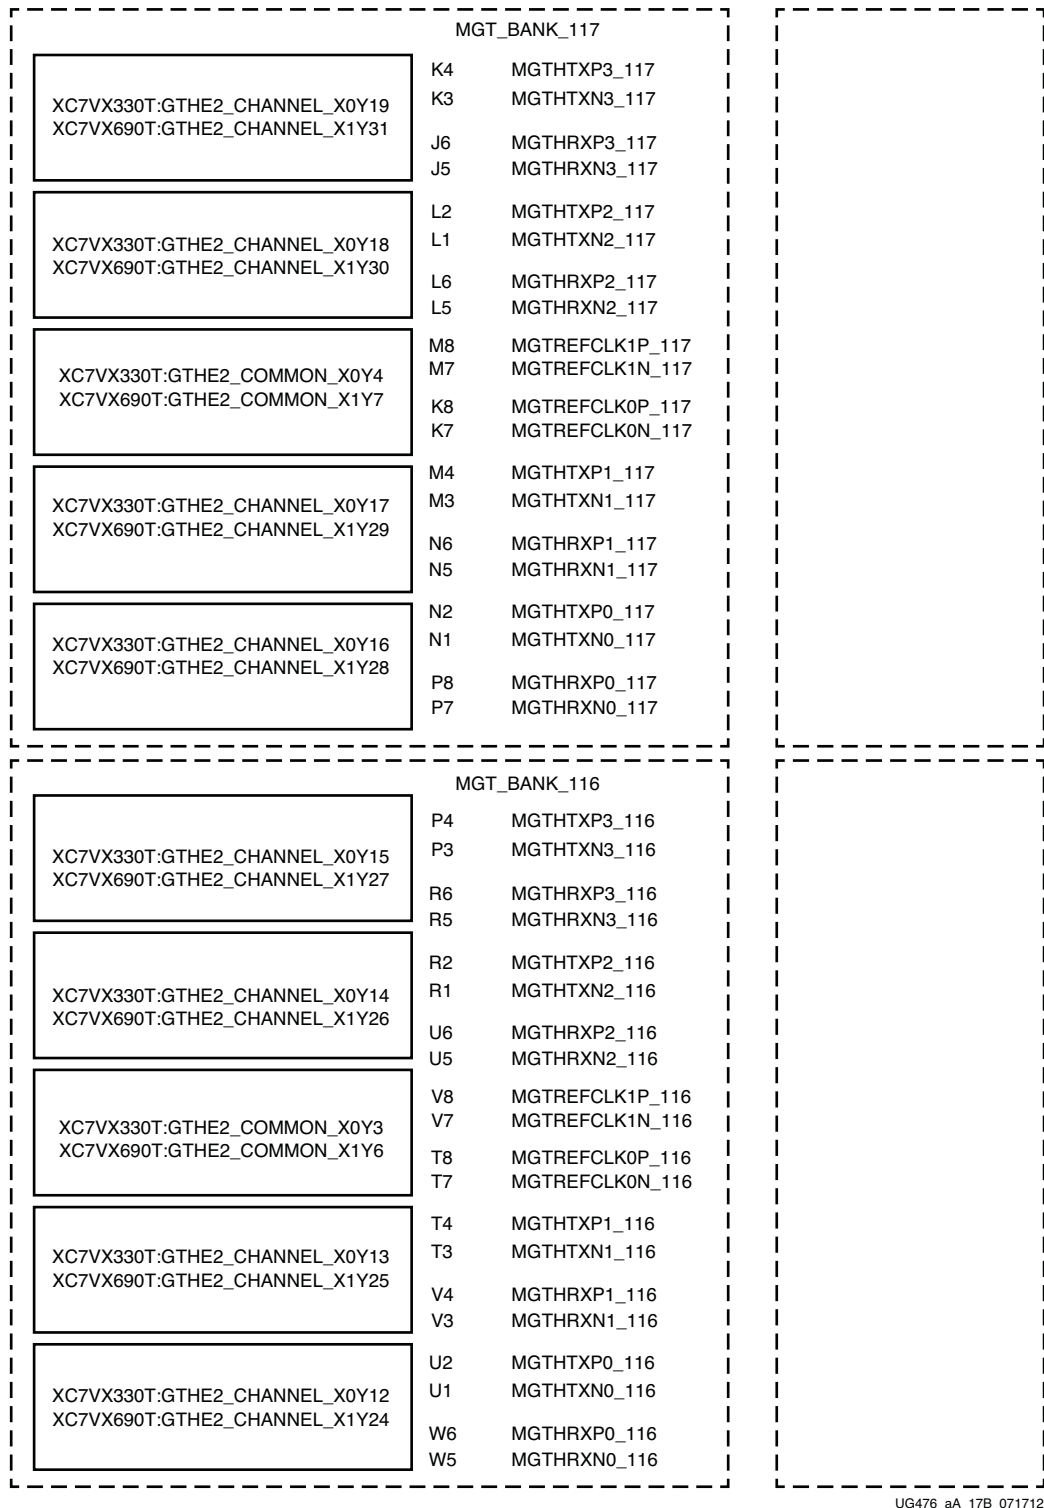 MGT_BANK_117
XC7VX330T:GTHE2_CHANNEL_X0Y19
XC7VX690T:GTHE2_CHANNEL_X1Y31
K4 MGTHTXP3_117
K3 MGTHTXN3_117
J6 MGTHRXP3_117
J5 MGTHRXN3_117
XC7VX330T:GTHE2_CHANNEL_X0Y18
XC7VX690T:GTHE2_CHANNEL_X1Y30
L2 MGTHTXP2_117
L1 MGTHTXN2_117
L6 MGTHRXP2_117
L5 MGTHRXN2_117
XC7VX330T:GTHE2_COMMON_X0Y4
XC7VX690T:GTHE2_COMMON_X1Y7
M8 MGTREFCLK1P_117
M7 MGTREFCLK1N_117
K8 MGTREFCLK0P_117
K7 MGTREFCLK0N_117
XC7VX330T:GTHE2_CHANNEL_X0Y17
XC7VX690T:GTHE2_CHANNEL_X1Y29
M4 MGTHTXP1_117
M3 MGTHTXN1_117
N6 MGTHRXP1_117
N5 MGTHRXN1_117
XC7VX330T:GTHE2_CHANNEL_X0Y16
XC7VX690T:GTHE2_CHANNEL_X1Y28
N2 MGTHTXP0_117
N1 MGTHTXN0_117
P8 MGTHRXP0_117
P7 MGTHRXN0_117
MGT_BANK_116
XC7VX330T:GTHE2_CHANNEL_X0Y15
XC7VX690T:GTHE2_CHANNEL_X1Y27
P4 MGTHTXP3_116
P3 MGTHTXN3_116
R6 MGTHRXP3_116
R5 MGTHRXN3_116
XC7VX330T:GTHE2_CHANNEL_X0Y14
XC7VX690T:GTHE2_CHANNEL_X1Y26
R2 MGTHTXP2_116
R1 MGTHTXN2_116
U6 MGTHRXP2_116
U5 MGTHRXN2_116
XC7VX330T:GTHE2_COMMON_X0Y3
XC7VX690T:GTHE2_COMMON_X1Y6
V8 MGTREFCLK1P_116
V7 MGTREFCLK1N_116
T8 MGTREFCLK0P_116
T7 MGTREFCLK0N_116
XC7VX330T:GTHE2_CHANNEL_X0Y13
XC7VX690T:GTHE2_CHANNEL_X1Y25
T4 MGTHTXP1_116
T3 MGTHTXN1_116
V4 MGTHRXP1_116
V3 MGTHRXN1_116
XC7VX330T:GTHE2_CHANNEL_X0Y12
XC7VX690T:GTHE2_CHANNEL_X1Y24
U2 MGTHTXP0_116
U1 MGTHTXN0_116
W6 MGTHRXP0_116
W5 MGTHRXN0_116
UG476_aA_17B_071712